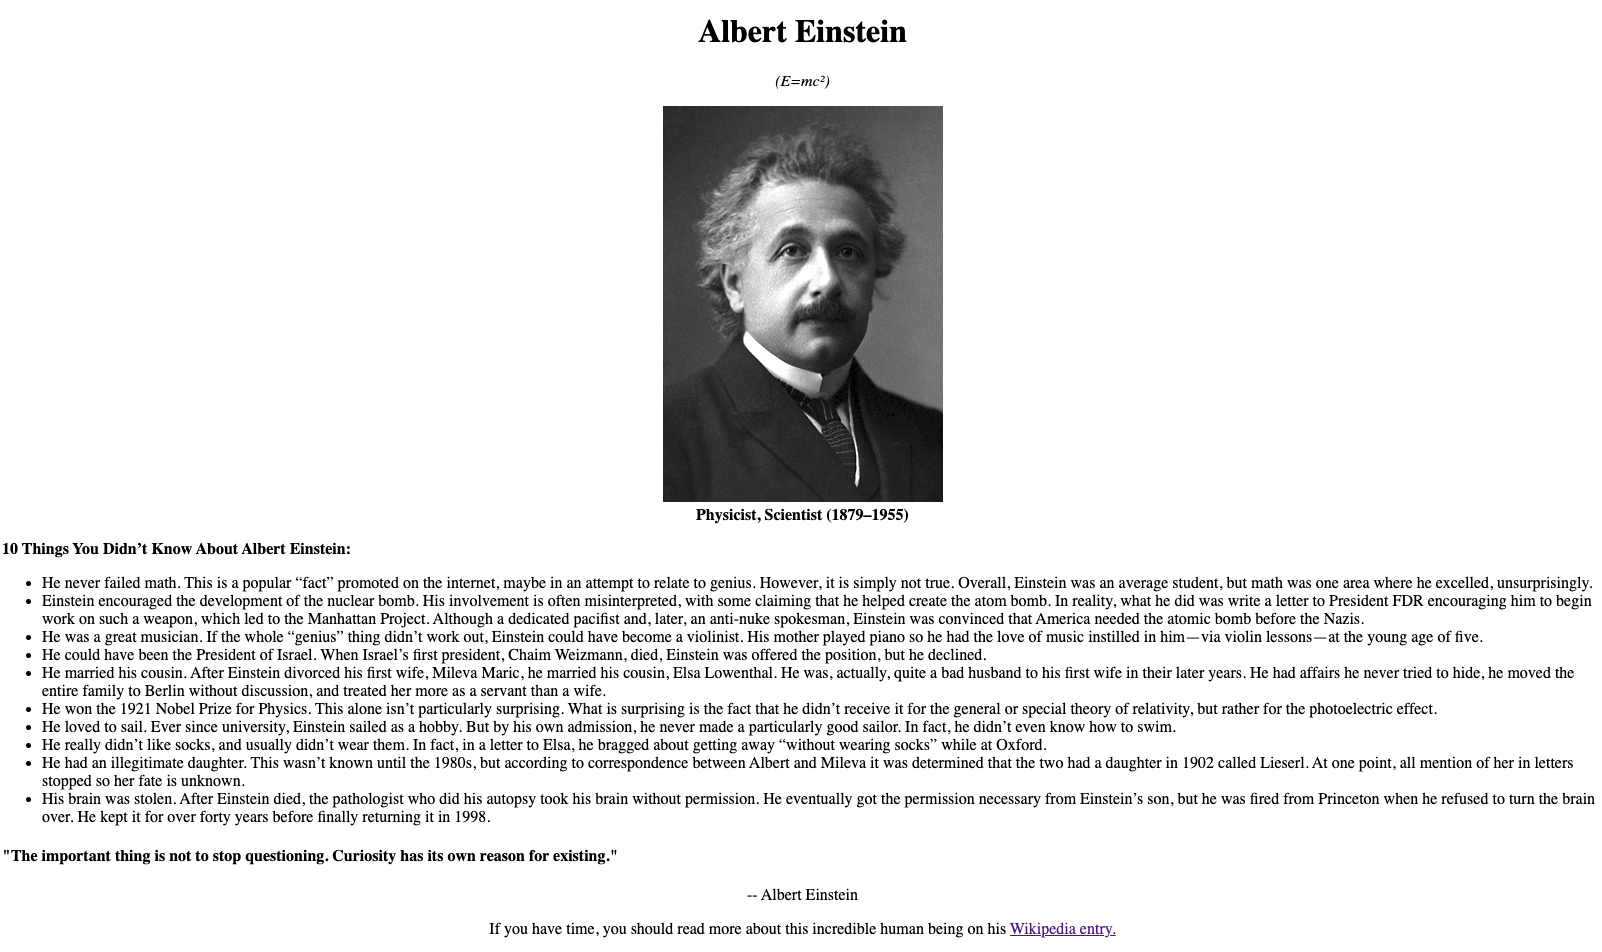 Albert Einstein
(E=mc²)
Physicist, Scientist (1879–1955)
10 Things You Didn’t Know About Albert Einstein:
• He never failed math. This is a popular “fact” promoted on the internet, maybe in an attempt to relate to genius. However, it is simply not true. Overall, Einstein was an average student, but math was one area where he excelled, unsurprisingly.
• Einstein encouraged the development of the nuclear bomb. His involvement is often misinterpreted, with some claiming that he helped create the atom bomb. In reality, what he did was write a letter to President FDR encouraging him to begin
work on such a weapon, which led to the Manhattan Project. Although a dedicated pacifist and, later, an anti-nuke spokesman, Einstein was convinced that America needed the atomic bomb before the Nazis.
• He was a great musician. If the whole “genius” thing didn’t work out, Einstein could have become a violinist. His mother played piano so he had the love of music instilled in him—via violin lessons—at the young age of five.
• He could have been the President of Israel. When Israel’s first president, Chaim Weizmann, died, Einstein was offered the position, but he declined.
• He married his cousin. After Einstein divorced his first wife, Mileva Maric, he married his cousin, Elsa Lowenthal. He was, actually, quite a bad husband to his first wife in their later years. He had affairs he never tried to hide, he moved the
entire family to Berlin without discussion, and treated her more as a servant than a wife.
• He won the 1921 Nobel Prize for Physics. This alone isn’t particularly surprising. What is surprising is the fact that he didn’t receive it for the general or special theory of relativity, but rather for the photoelectric effect.
• He loved to sail. Ever since university, Einstein sailed as a hobby. But by his own admission, he never made a particularly good sailor. In fact, he didn’t even know how to swim.
• He really didn’t like socks, and usually didn’t wear them. In fact, in a letter to Elsa, he bragged about getting away “without wearing socks” while at Oxford.
• He had an illegitimate daughter. This wasn’t known until the 1980s, but according to correspondence between Albert and Mileva it was determined that the two had a daughter in 1902 called Lieserl. At one point, all mention of her in letters
stopped so her fate is unknown.
• His brain was stolen. After Einstein died, the pathologist who did his autopsy took his brain without permission. He eventually got the permission necessary from Einstein’s son, but he was fired from Princeton when he refused to turn the brain
over. He kept it for over forty years before finally returning it in 1998.
"The important thing is not to stop questioning. Curiosity has its own reason for existing."
-- Albert Einstein
If you have time, you should read more about this incredible human being on his Wikipedia entry.